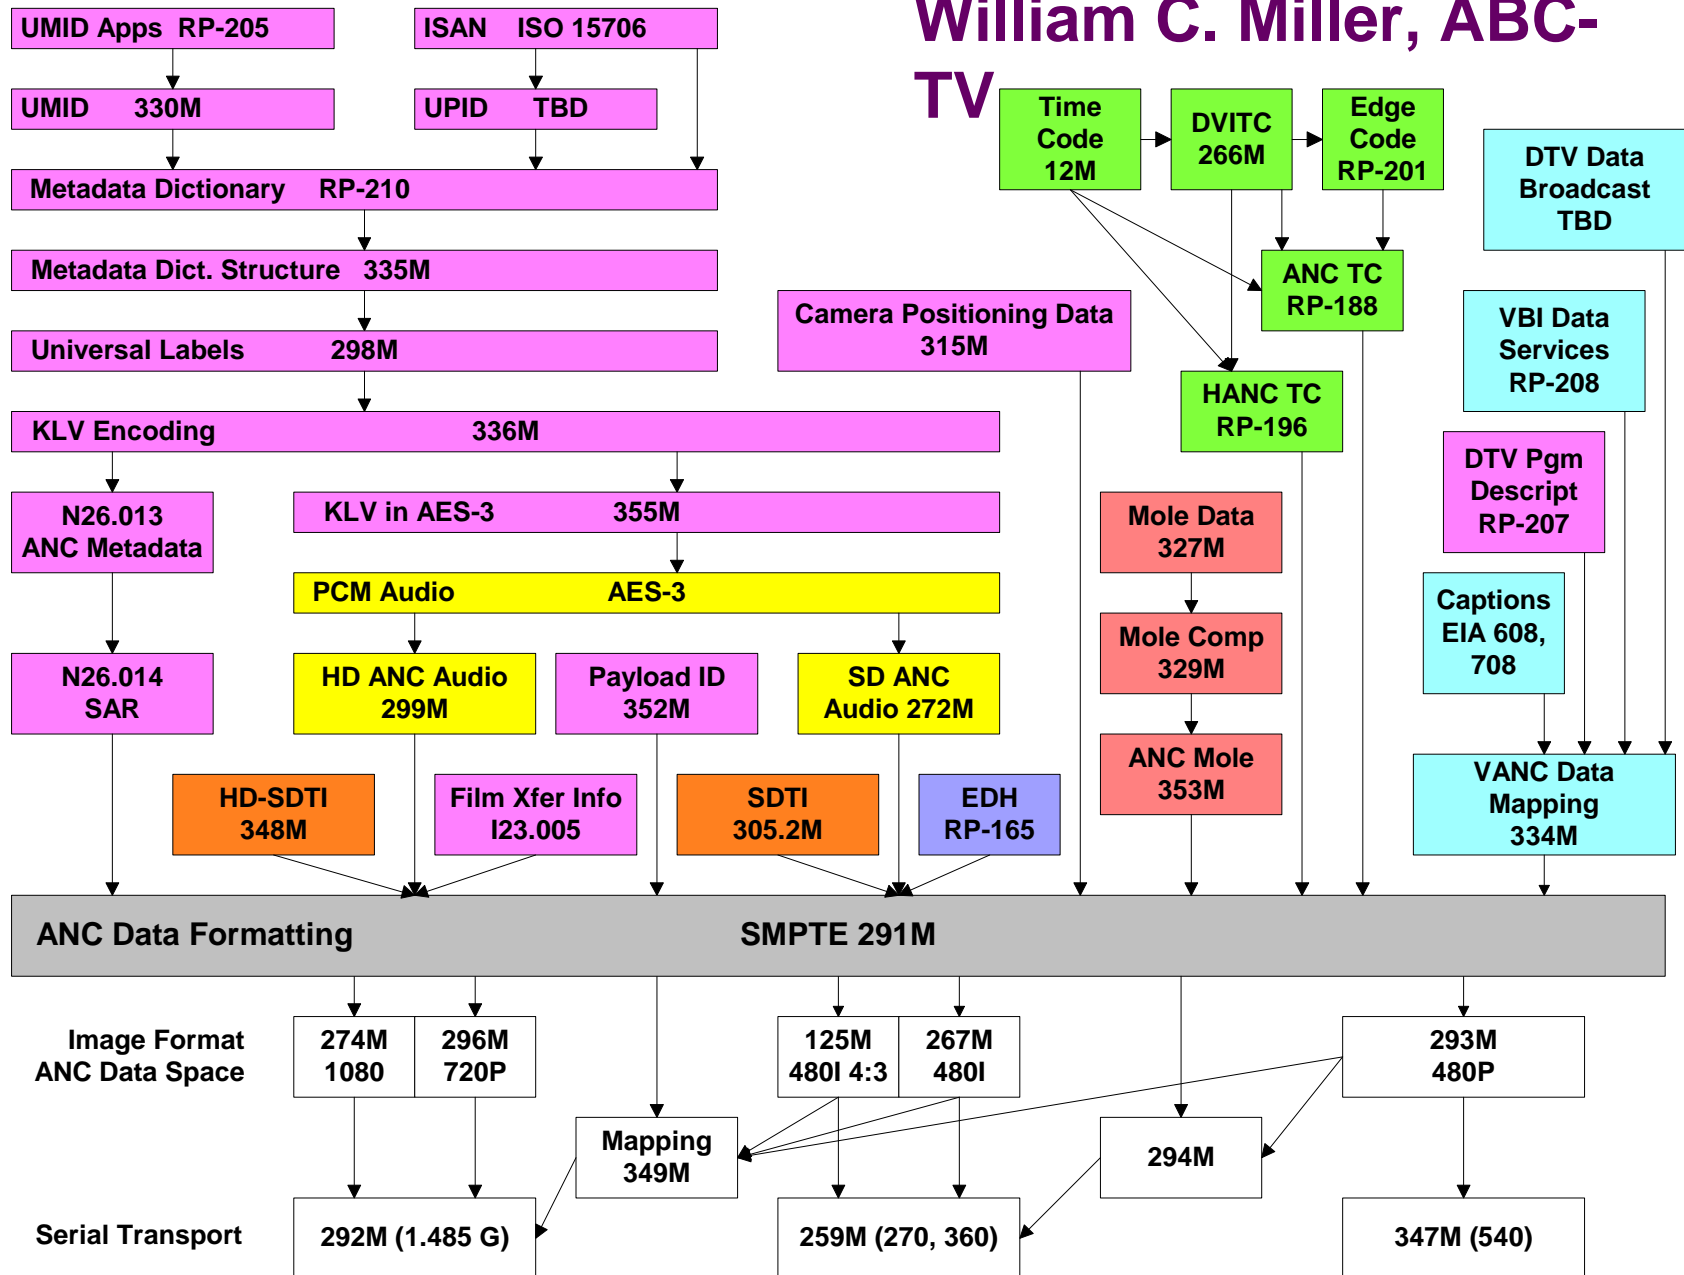 William C. Miller, ABC-
TV
UMID Apps RP-205
ISAN ISO 15706
UMID 330M
UPID TBD
Metadata Dictionary RP-210
Metadata Dict. Structure 335M
Universal Labels 298M
KLV Encoding 336M
N26.013
ANC Metadata
KLV in AES-3 355M
PCM Audio AES-3
N26.014
SAR
HD ANC Audio
299M
Payload ID
352M
SD ANC
Audio 272M
HD-SDTI
348M
Film Xfer Info
I23.005
SDTI
305.2M
EDH
RP-165
Camera Positioning Data
315M
Time
Code
12M
DVITC
266M
Edge
Code
RP-201
ANC TC
RP-188
HANC TC
RP-196
Mole Data
327M
Mole Comp
329M
ANC Mole
353M
DTV Data
Broadcast
TBD
VBI Data
Services
RP-208
DTV Pgm
Descript
RP-207
Captions
EIA 608,
708
VANC Data
Mapping
334M
ANC Data Formatting SMPTE 291M
Image Format
ANC Data Space
274M
1080
296M
720P
125M
480I 4:3
267M
480I
293M
480P
Mapping
349M
294M
Serial Transport
292M (1.485 G)
259M (270, 360)
347M (540)